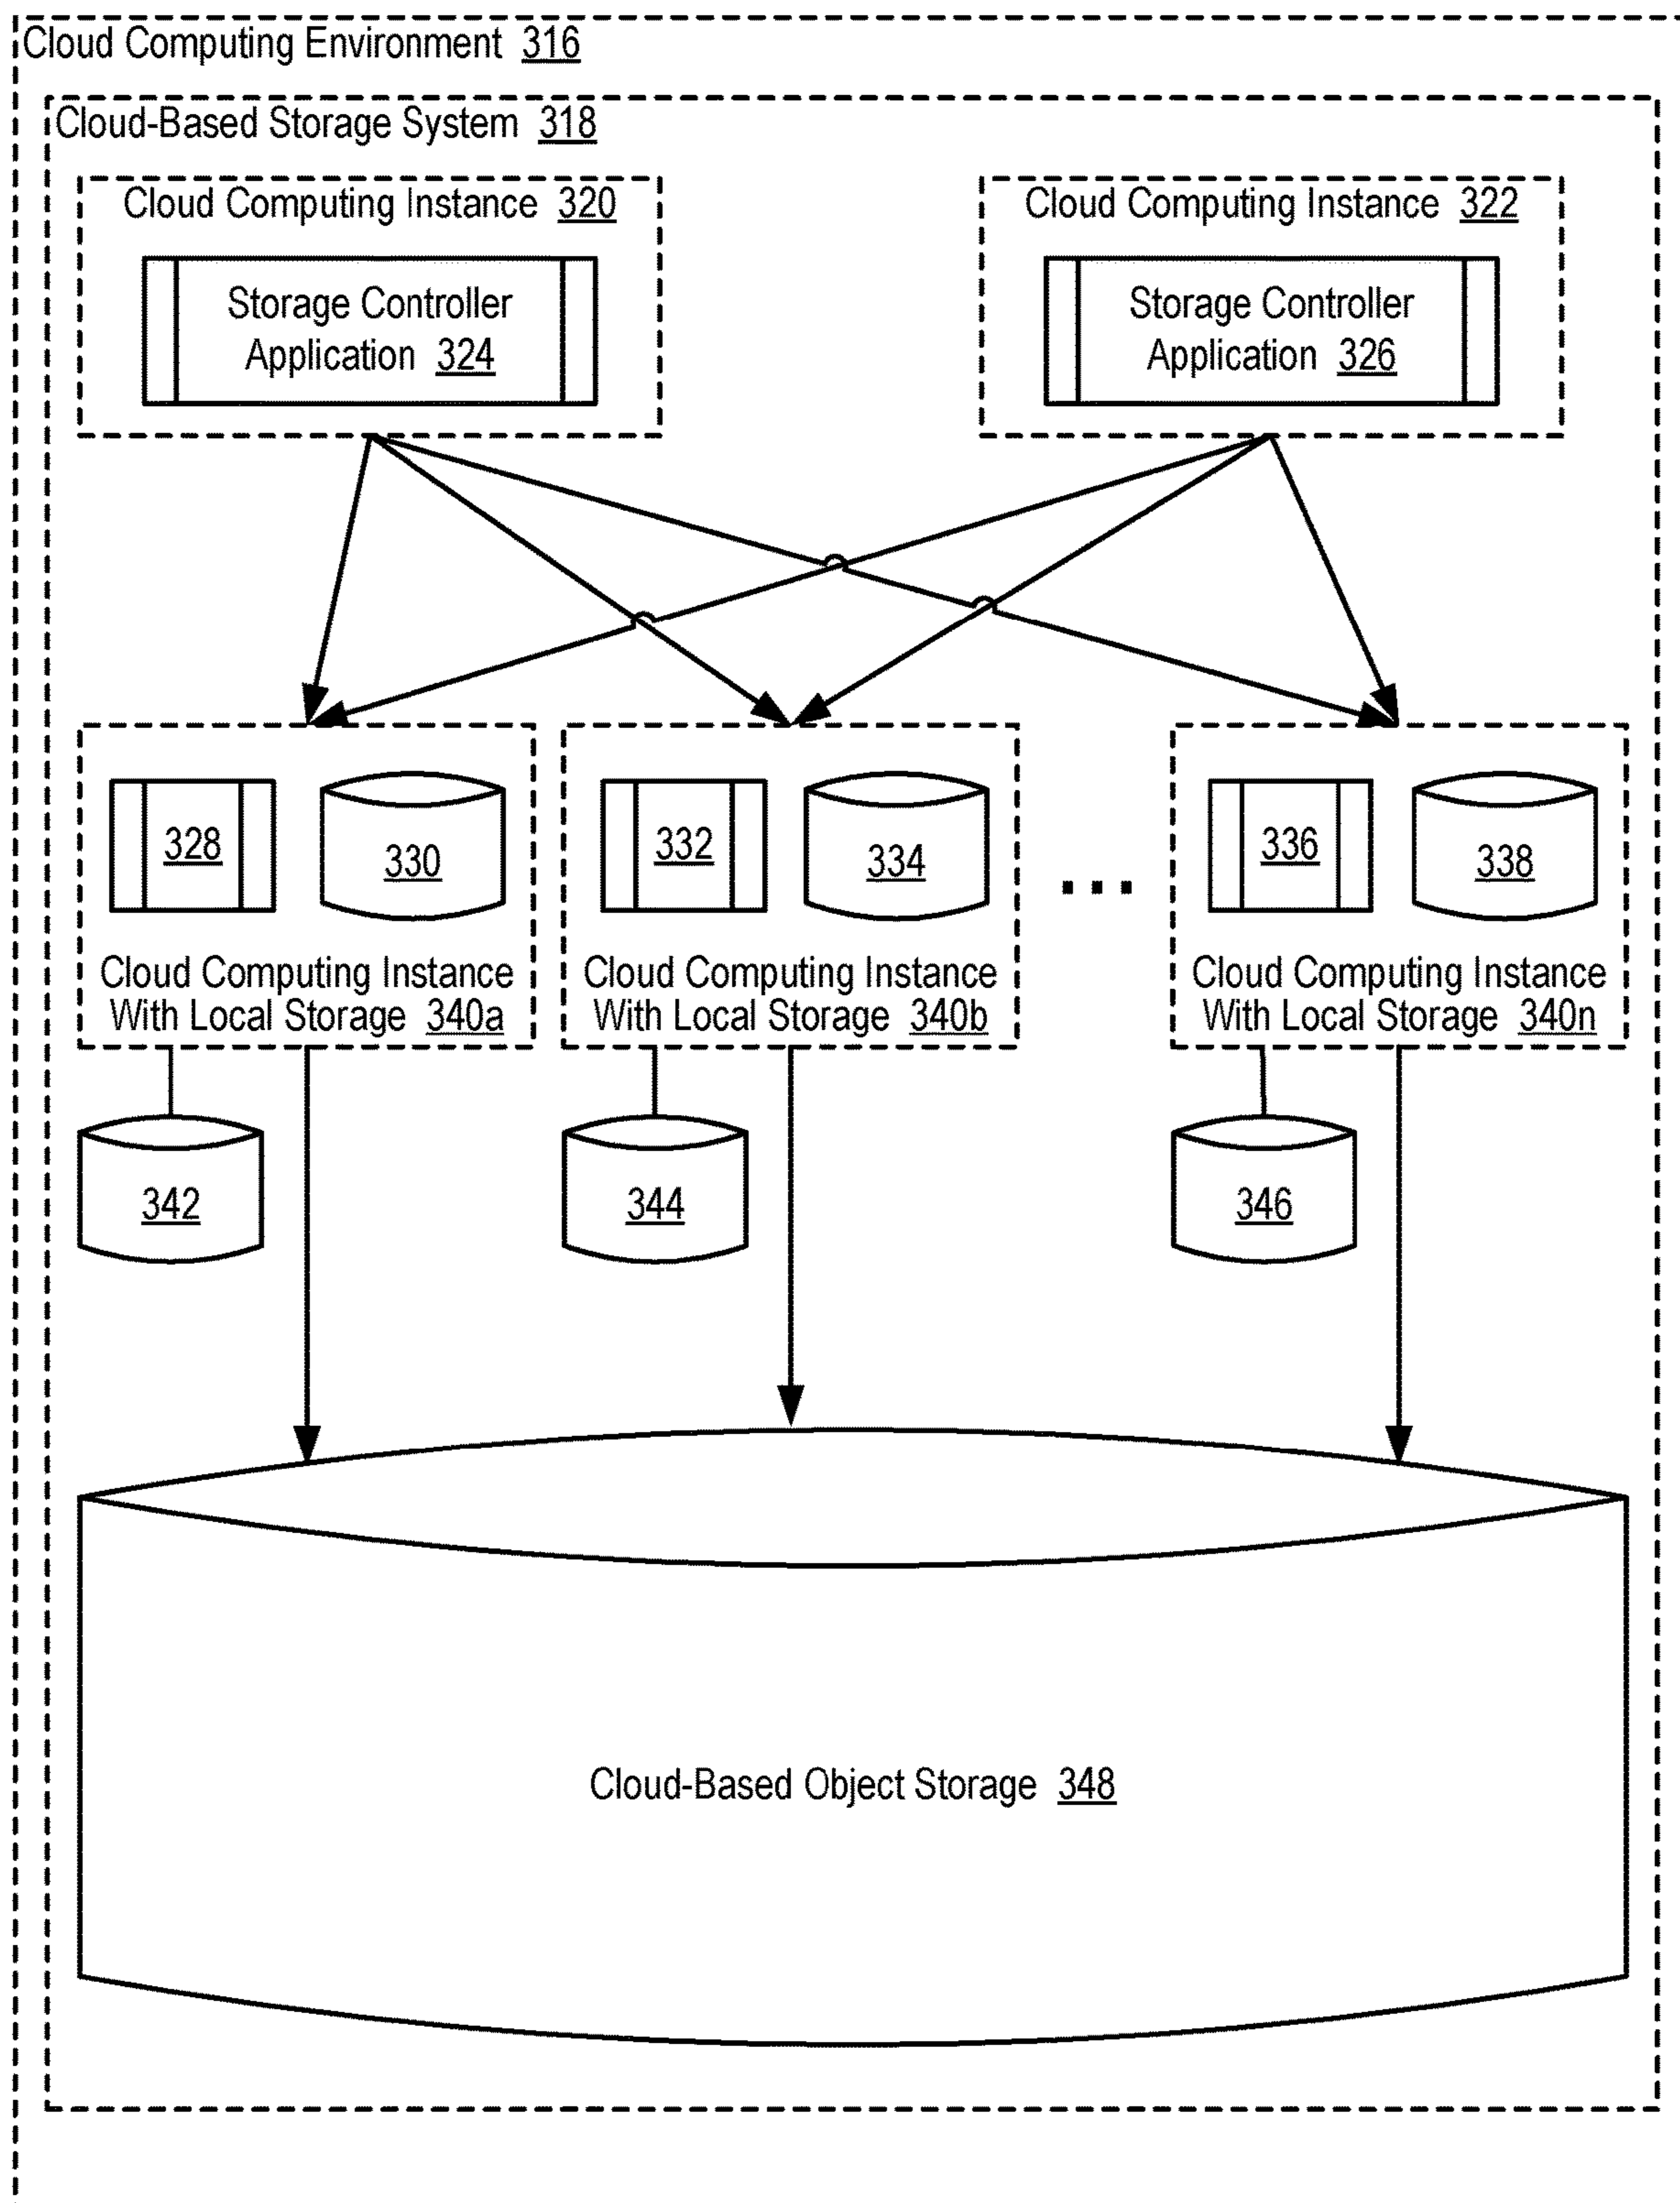 Cloud Computing Environment 316
Cloud-Based Storage System 318
Cloud Computing Instance 320
Storage Controller
Application 324
Cloud Computing Instance 322
Storage Controller
Application 326
328
330
Cloud Computing Instance
With Local Storage 340a
332
334
Cloud Computing Instance
With Local Storage 340b
...
336
338
Cloud Computing Instance
With Local Storage 340n
342
344
346
Cloud-Based Object Storage 348